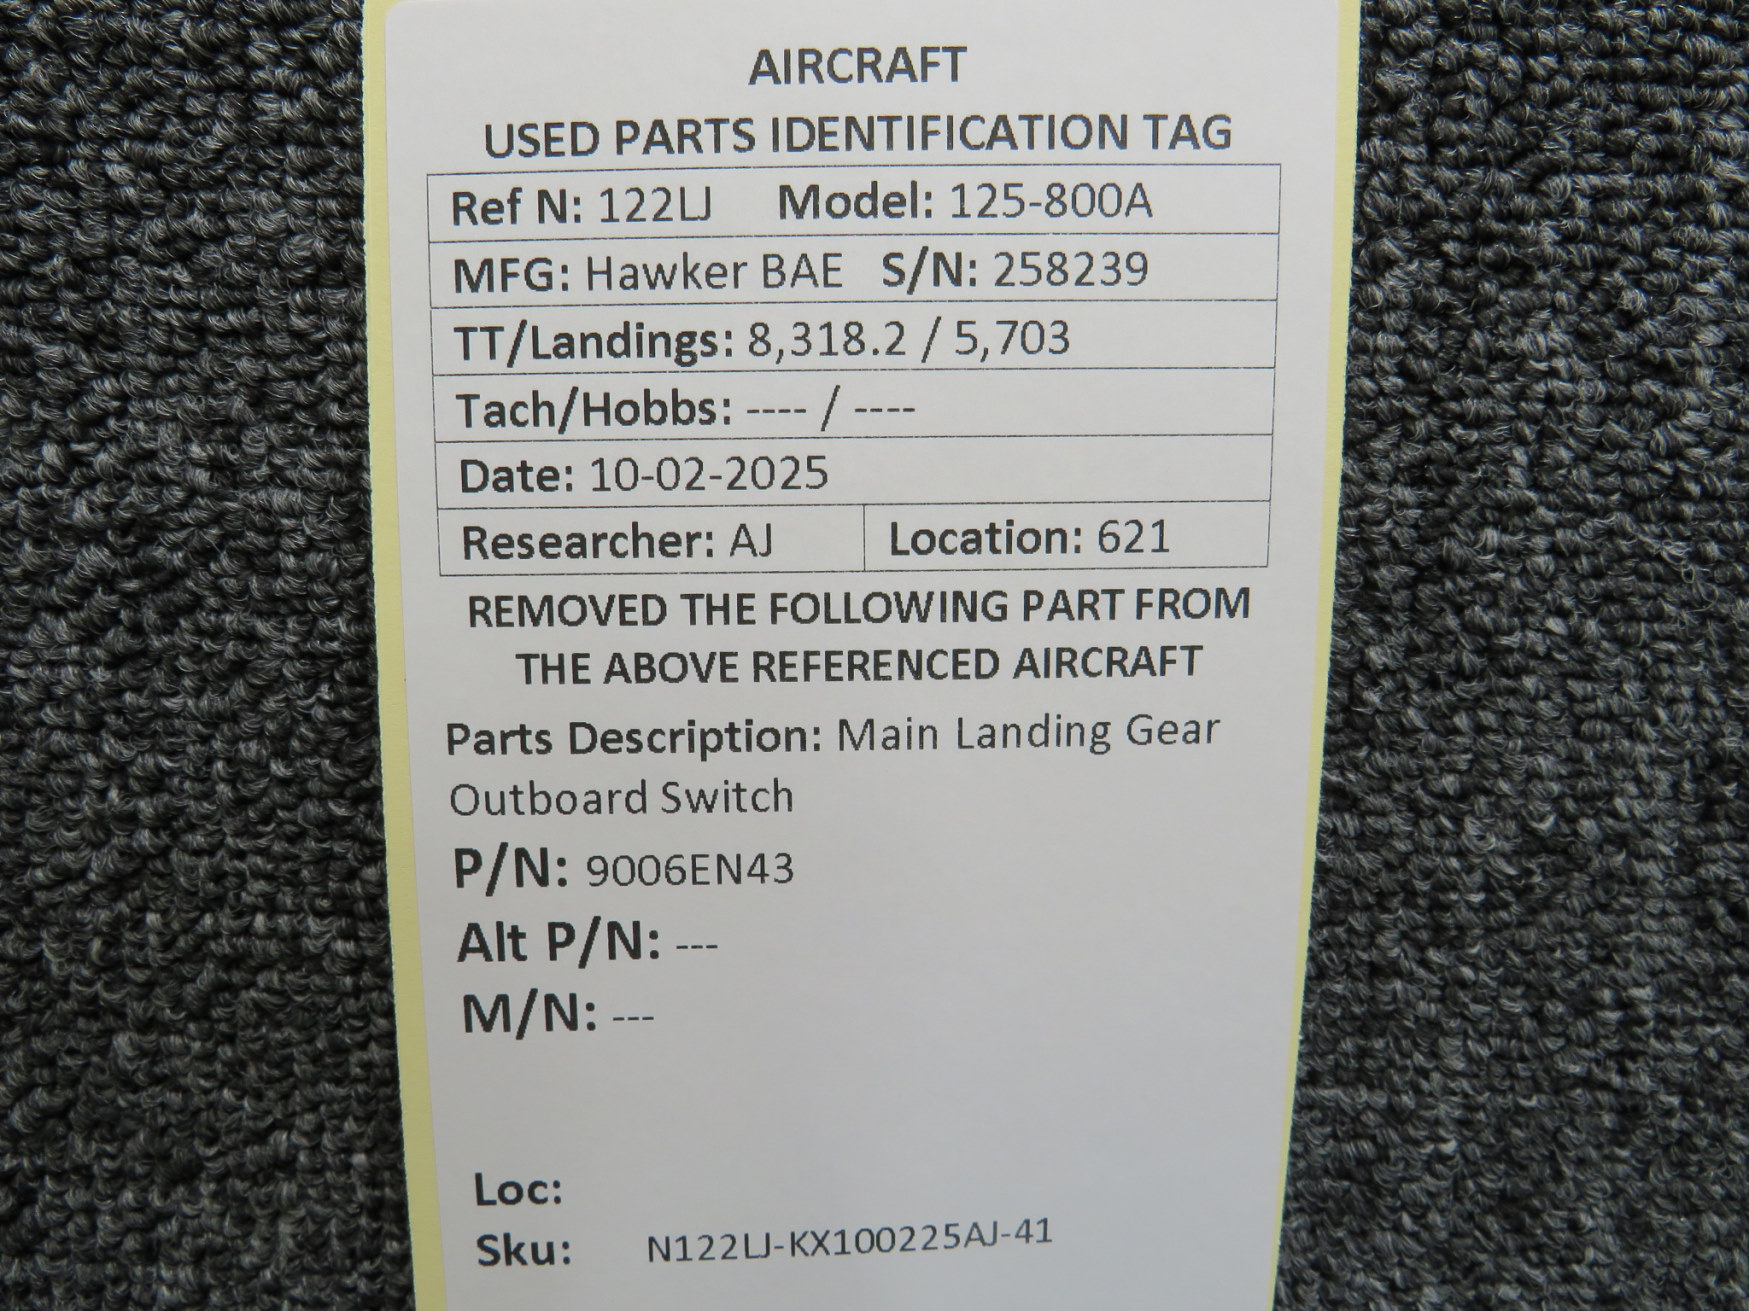 AIRCRAFT
USED PARTS IDENTIFICATION TAG
Ref N: 122LJ Model: 125-800A
MFG: Hawker BAE S/N: 258239
TT/Landings: 8,318.2 / 5,703
Tach/Hobbs: ---- / ----
Date: 10-02-2025
Researcher: AJ Location: 621
REMOVED THE FOLLOWING PART FROM
THE ABOVE REFERENCED AIRCRAFT
Parts Description: Main Landing Gear
Outboard Switch
P/N: 9006EN43
Alt P/N: ---
M/N: ---
Loc:
Sku: N122LJ-KX100225AJ-41